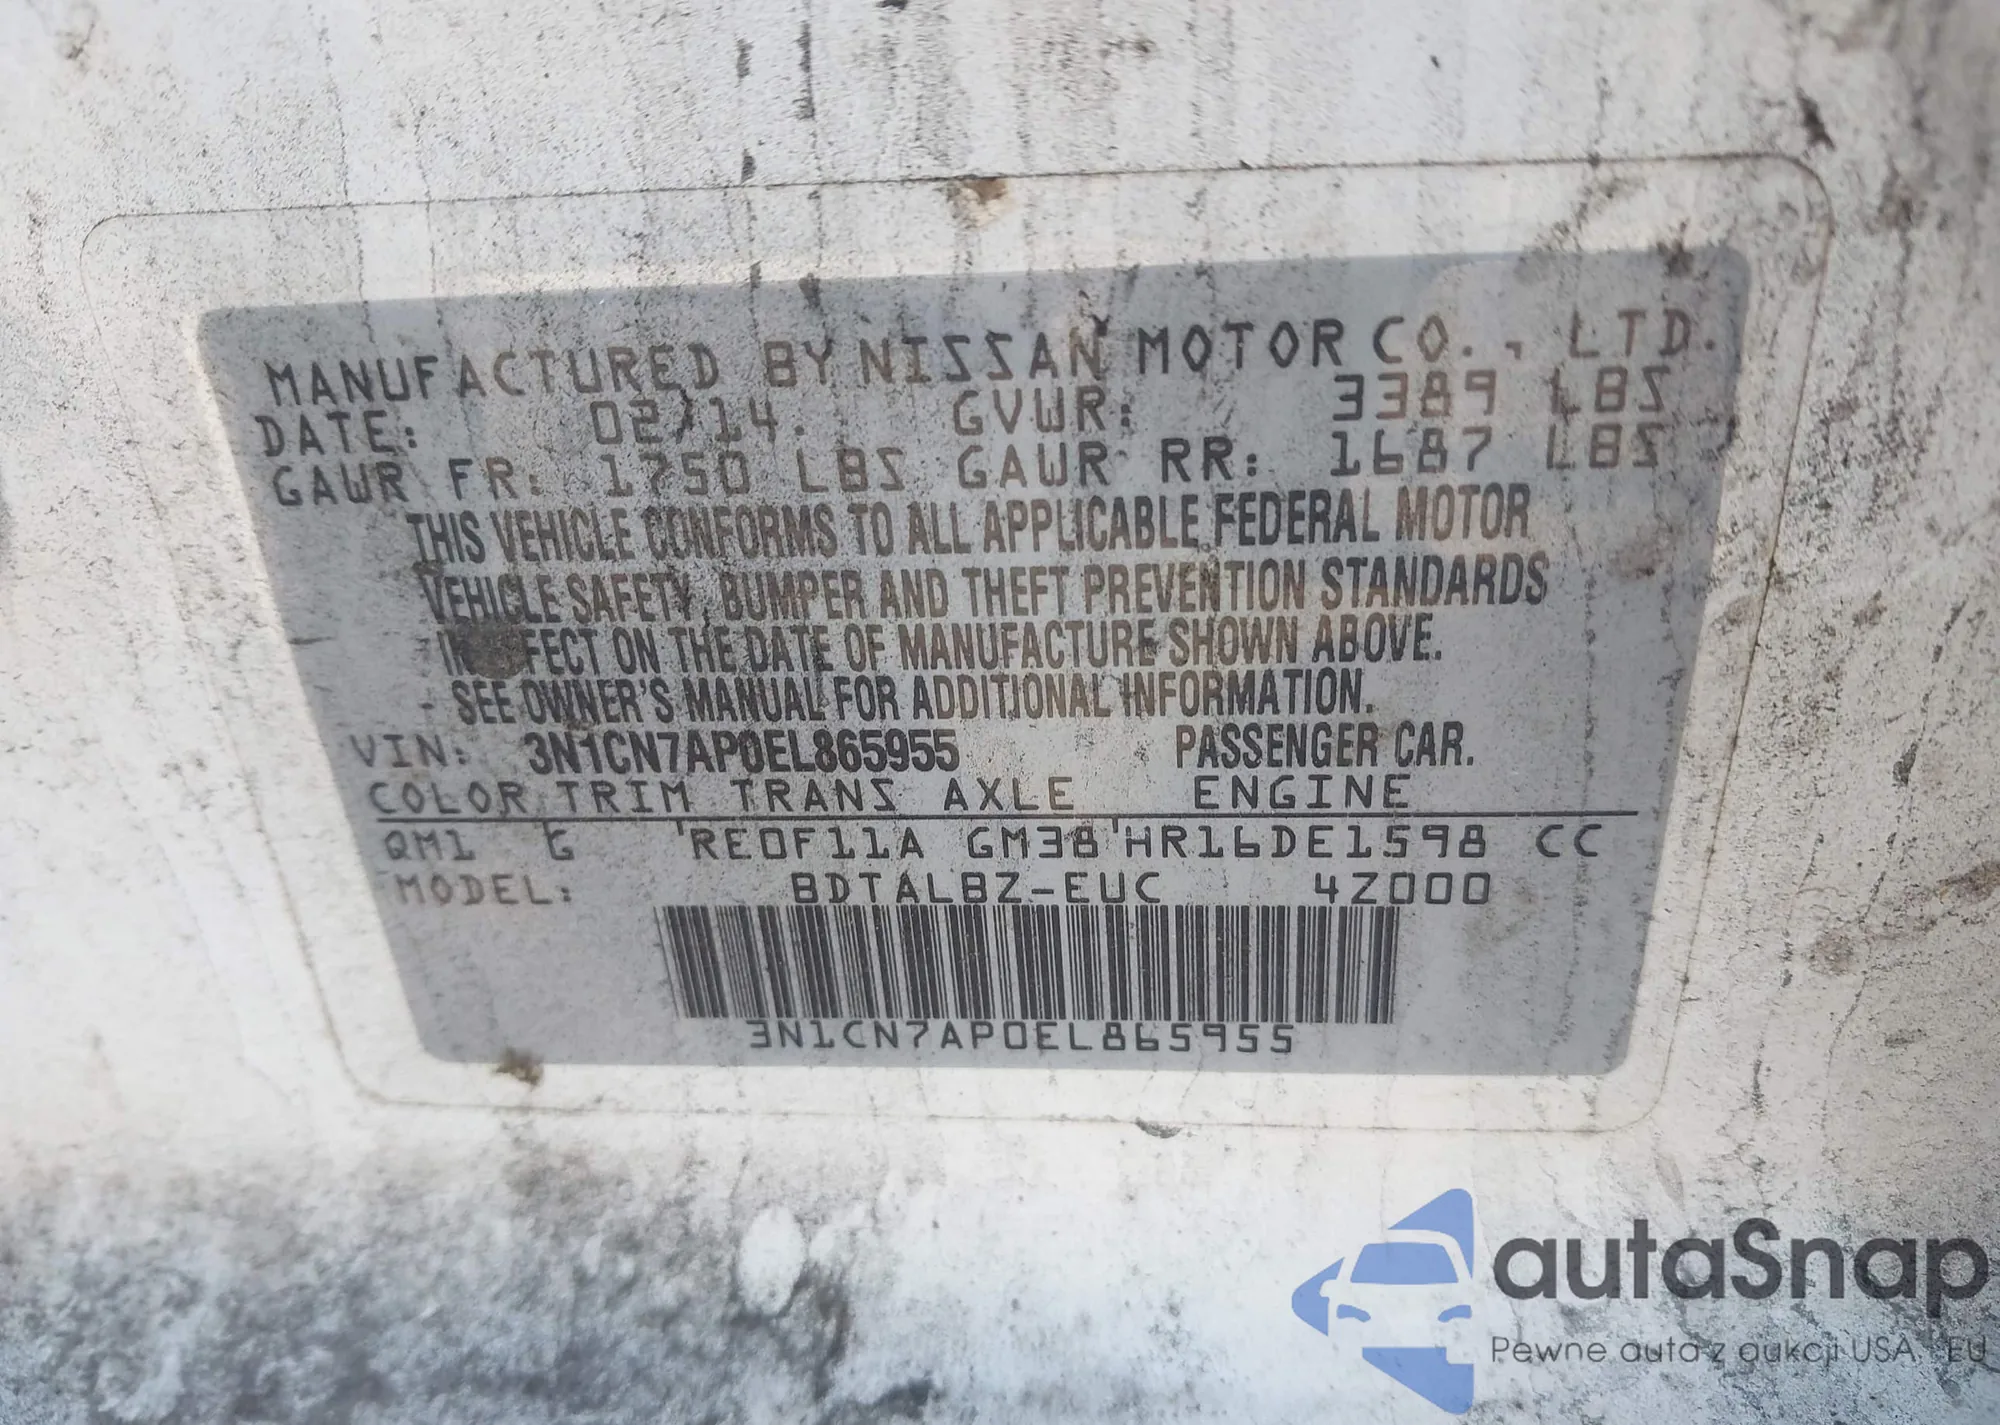 MANUFACTURED BY NISSAN MOTOR CO., LTD.
DATE: 02/14. GVWR: 3389 LBS
GAWR FR: 1750 LBS GAWR RR: 1687 LBS
THIS VEHICLE CONFORMS TO ALL APPLICABLE FEDERAL MOTOR
VEHICLE SAFETY, BUMPER AND THEFT PREVENTION STANDARDS
IN EFFECT ON THE DATE OF MANUFACTURE SHOWN ABOVE.
SEE OWNER'S MANUAL FOR ADDITIONAL INFORMATION.
VIN: 3N1CN7AP0EL865955 PASSENGER CAR.
COLOR TRIM TRANS AXLE ENGINE
QM1 G RE0F11A GM38 HR16DE1598 CC
MODEL: BDTALBZ-EUC 4Z000
3N1CN7AP0EL865955
autaSnap
Pewne auta z aukcji USA, EU